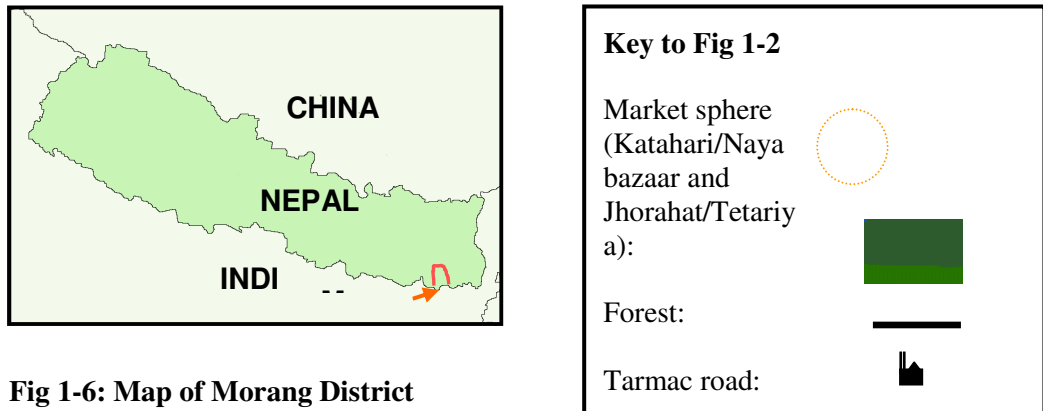 CHINA
NEPAL
INDI
Fig 1-6: Map of Morang District
Key to Fig 1-2
Market sphere
(Katahari/Naya
bazaar and
Jhorahat/Tetariy
a):
Forest:
Tarmac road: